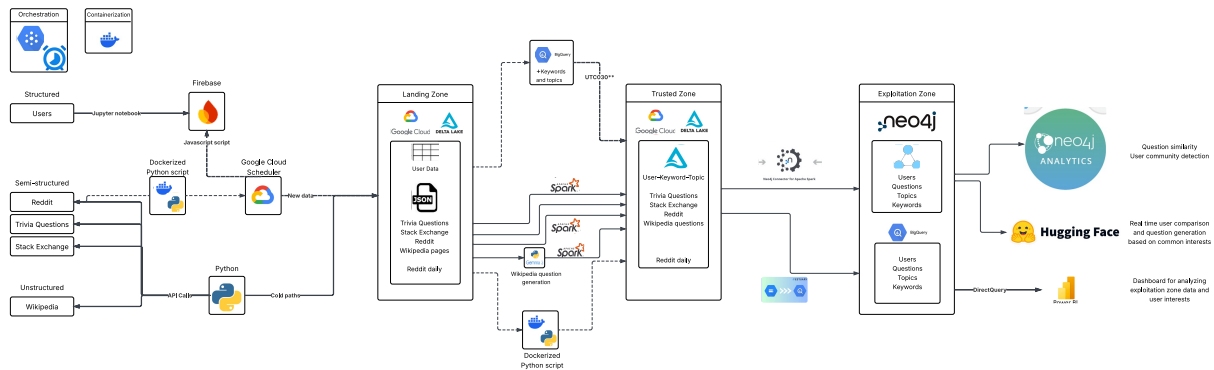 Orchestration
Containerization
Structured
Users
Jupyter notebook
Firebase
Javascript script
Semi-structured
Reddit
Trivia Questions
Stack Exchange
Dockerized
Python script
Google Cloud
Scheduler
New data
Unstructured
Wikipedia
API Calls
Python
Cold paths
Landing Zone
Google Cloud
DELTA LAKE
User Data
JSON
Trivia Questions
Stack Exchange
Reddit
Wikipedia pages
Reddit daily
BigQuery
+Keywords
and topics
UTC030**
Spark
Spark
Spark
Wikipedia question
generation
Dockerized
Python script
Trusted Zone
Google Cloud
DELTA LAKE
User-Keyword-Topic
Trivia Questions
Stack Exchange
Reddit
Wikipedia questions
Reddit daily
Exploitation Zone
neo4j
Users
Questions
Topics
Keywords
BigQuery
Users
Questions
Topics
Keywords
DirectQuery
neo4j
ANALYTICS
Question similarity
User community detection
Hugging Face
Real time user comparison
and question generation
based on common interests
Power BI
Dashboard for analyzing
exploitation zone data and
user interests